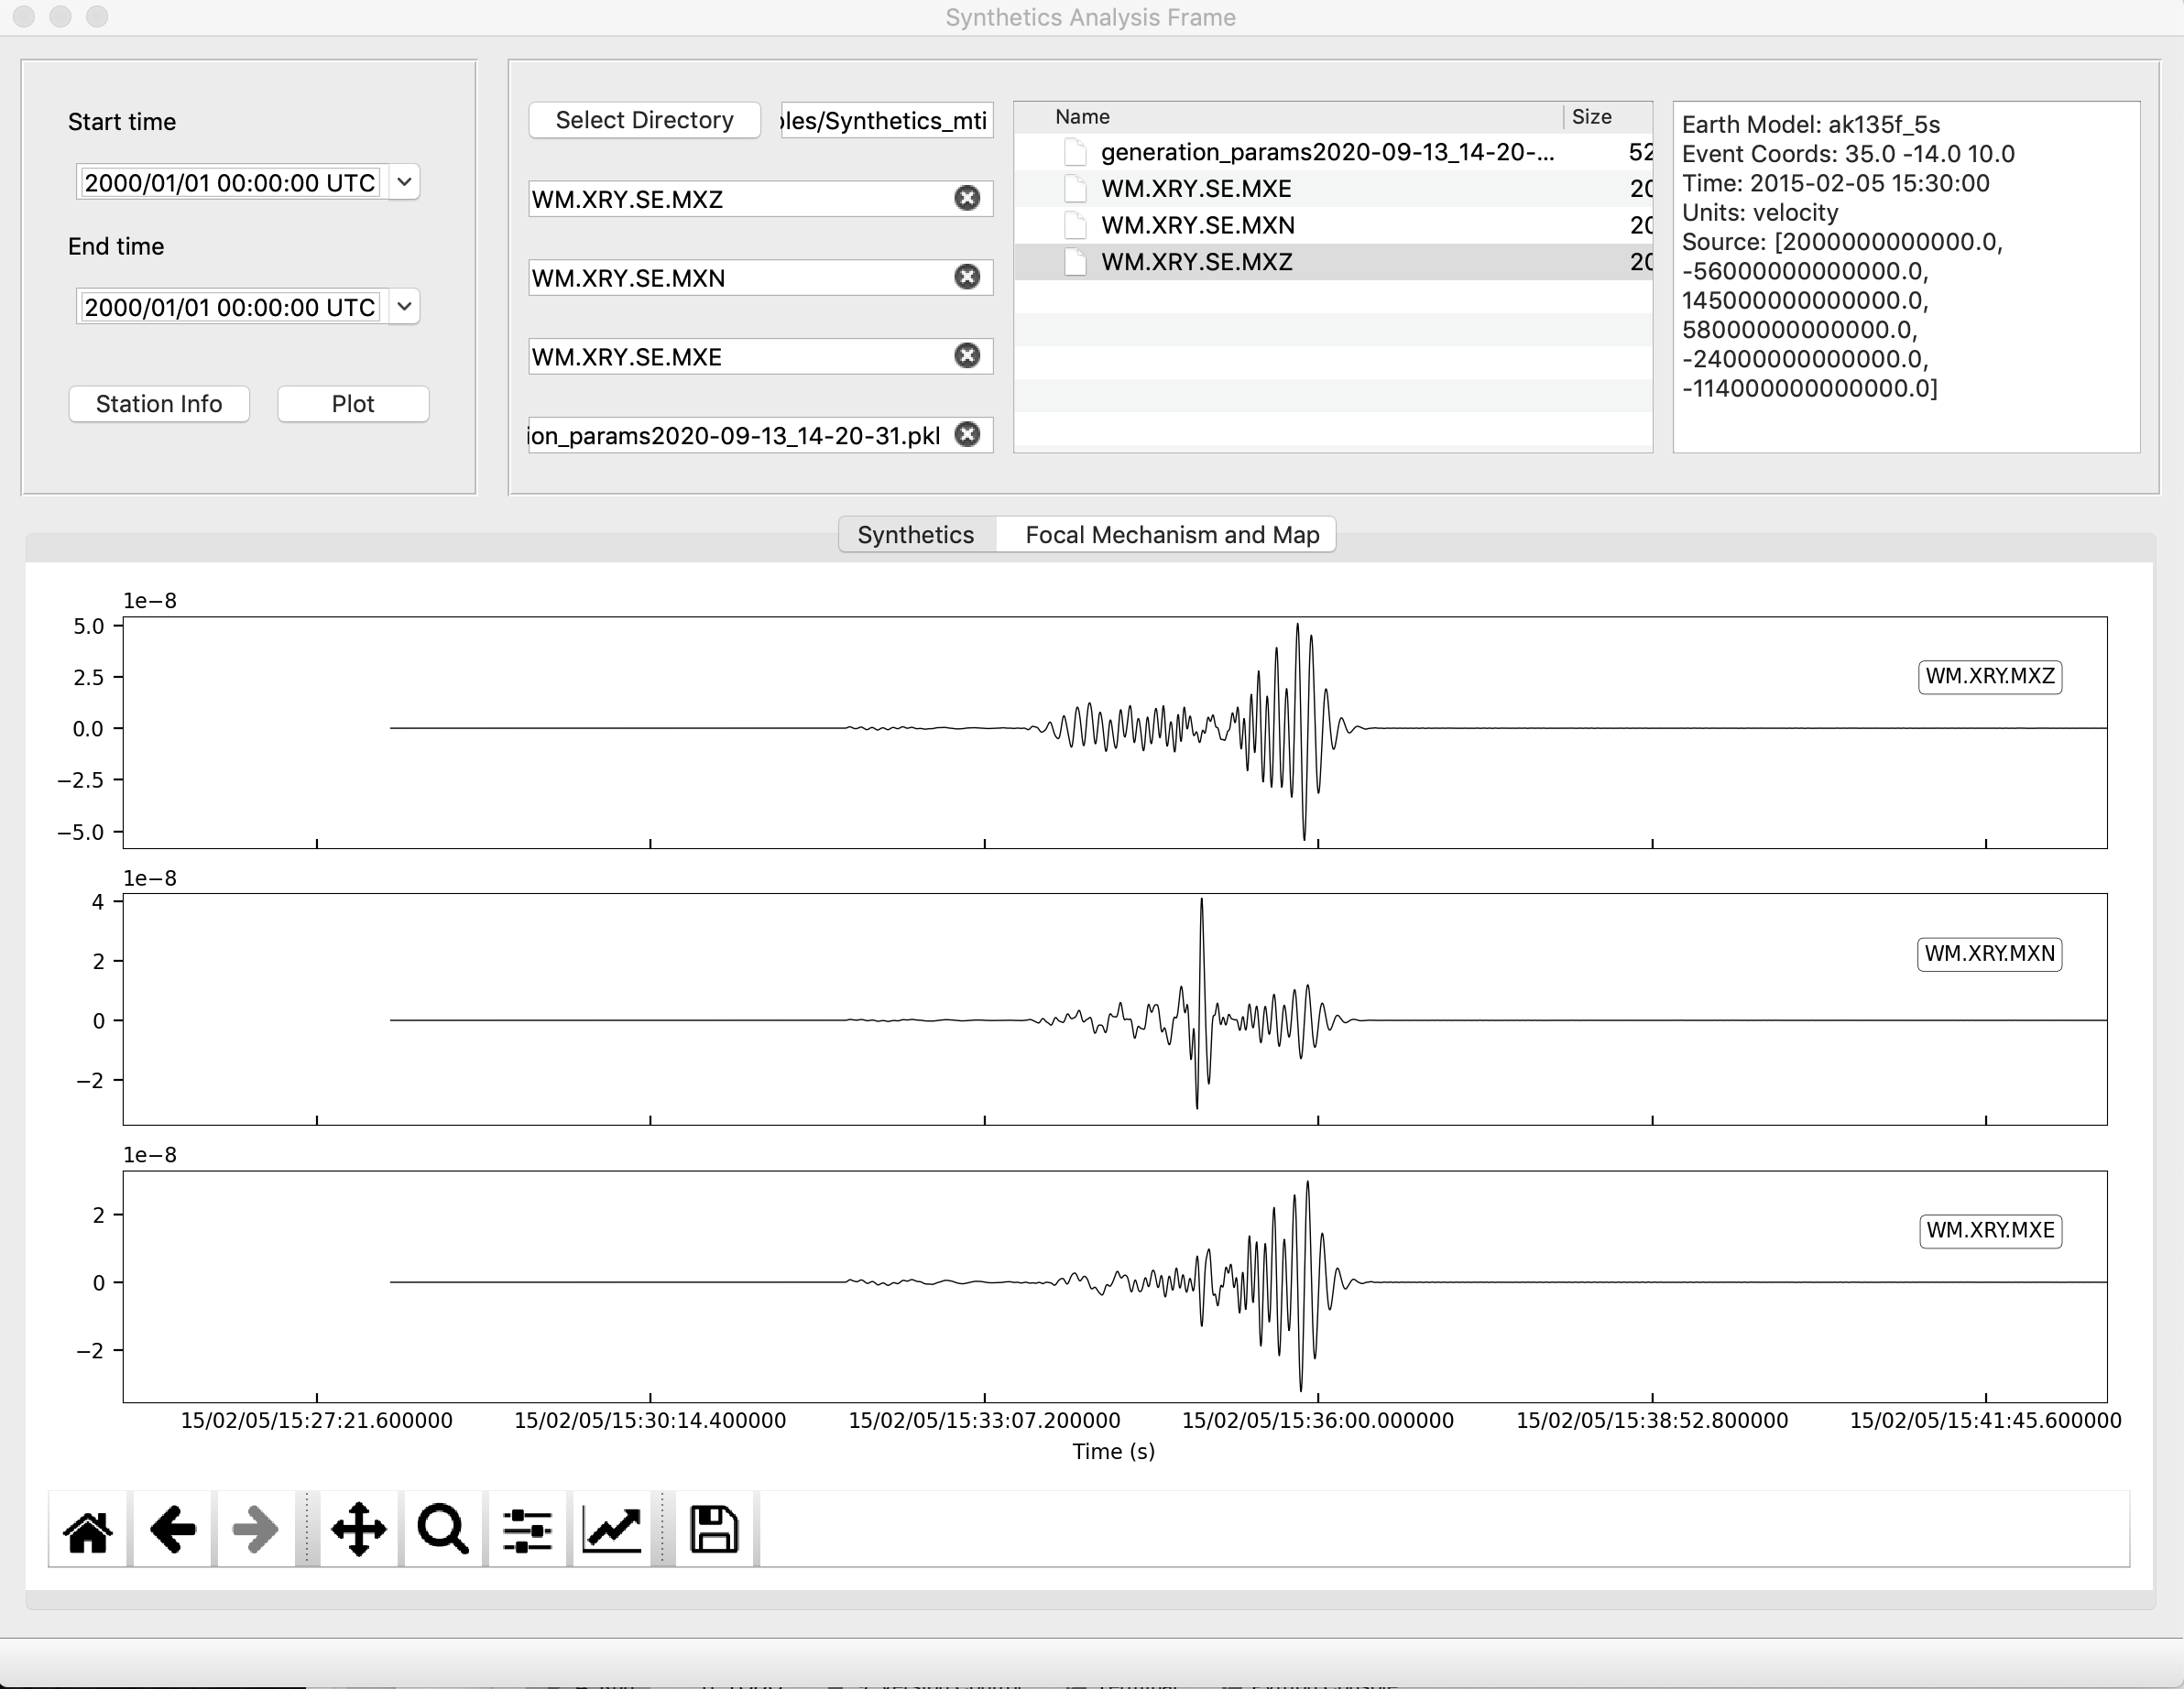 Synthetics Analysis Frame
Start time
2000/01/01 00:00:00 UTC
End time
2000/01/01 00:00:00 UTC
Station Info
Plot
Select Directory
les/Synthetics_mti
WM.XRY.SE.MXZ
WM.XRY.SE.MXN
WM.XRY.SE.MXE
ion_params2020-09-13_14-20-31.pkl
Name Size
generation_params2020-09-13_14-20-... 52
WM.XRY.SE.MXE 20
WM.XRY.SE.MXN 20
WM.XRY.SE.MXZ 20
Earth Model: ak135f_5s
Event Coords: 35.0 -14.0 10.0
Time: 2015-02-05 15:30:00
Units: velocity
Source: [2000000000000.0,
-56000000000000.0,
145000000000000.0,
58000000000000.0,
-24000000000000.0,
-114000000000000.0]
Synthetics
Focal Mechanism and Map
1e−8
5.0
2.5
0.0
−2.5
−5.0
WM.XRY.MXZ
1e−8
4
2
0
−2
WM.XRY.MXN
1e−8
2
0
−2
WM.XRY.MXE
15/02/05/15:27:21.600000
15/02/05/15:30:14.400000
15/02/05/15:33:07.200000
15/02/05/15:36:00.000000
15/02/05/15:38:52.800000
15/02/05/15:41:45.600000
Time (s)